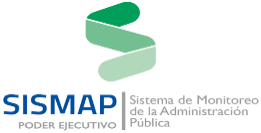 SISMAP
PODER EJECUTIVO
Sistema de Monitoreo
de la Administración
Pública